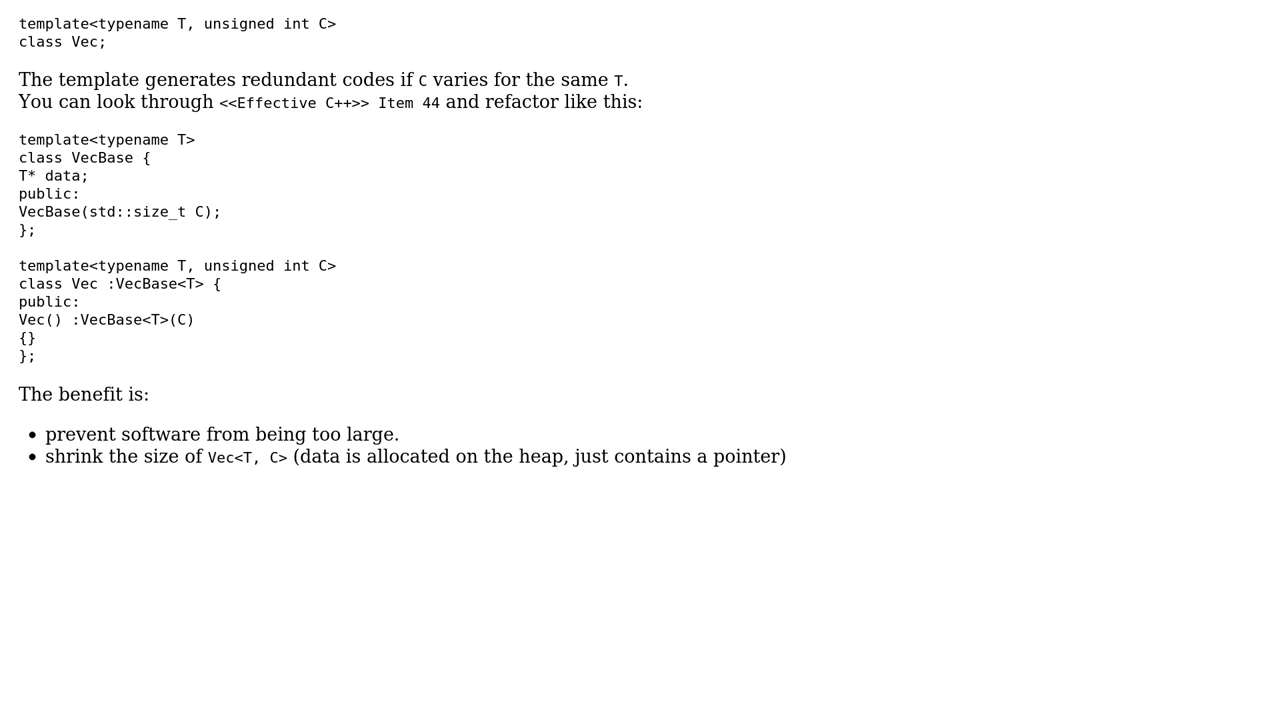 template<typename T, unsigned int C>
class Vec;
The template generates redundant codes if C varies for the same T.
You can look through <<Effective C++>> Item 44 and refactor like this:
template<typename T>
class VecBase {
T* data;
public:
VecBase(std::size_t C);
};
template<typename T, unsigned int C>
class Vec :VecBase<T> {
public:
Vec() :VecBase<T>(C)
{}
};
The benefit is:
• prevent software from being too large.
• shrink the size of Vec<T, C> (data is allocated on the heap, just contains a pointer)